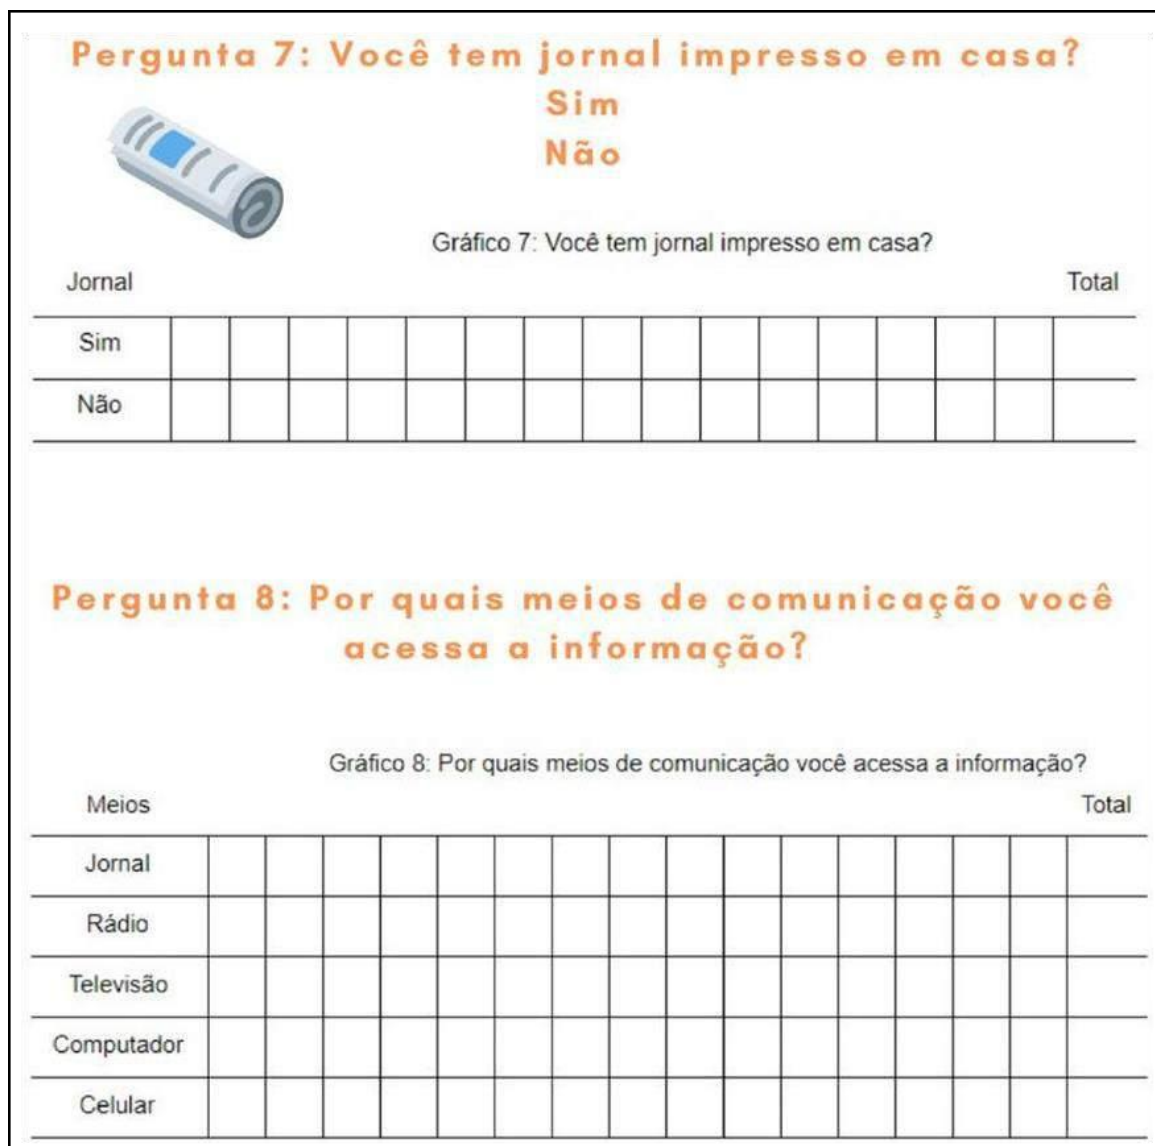 Pergunta 7: Você tem jornal impresso em casa?
Sim
Não
Gráfico 7: Você tem jornal impresso em casa?
Jornal Total
Sim
Não
Pergunta 8: Por quais meios de comunicação você
acessa a informação?
Gráfico 8: Por quais meios de comunicação você acessa a informação?
Meios Total
Jornal
Rádio
Televisão
Computador
Celular